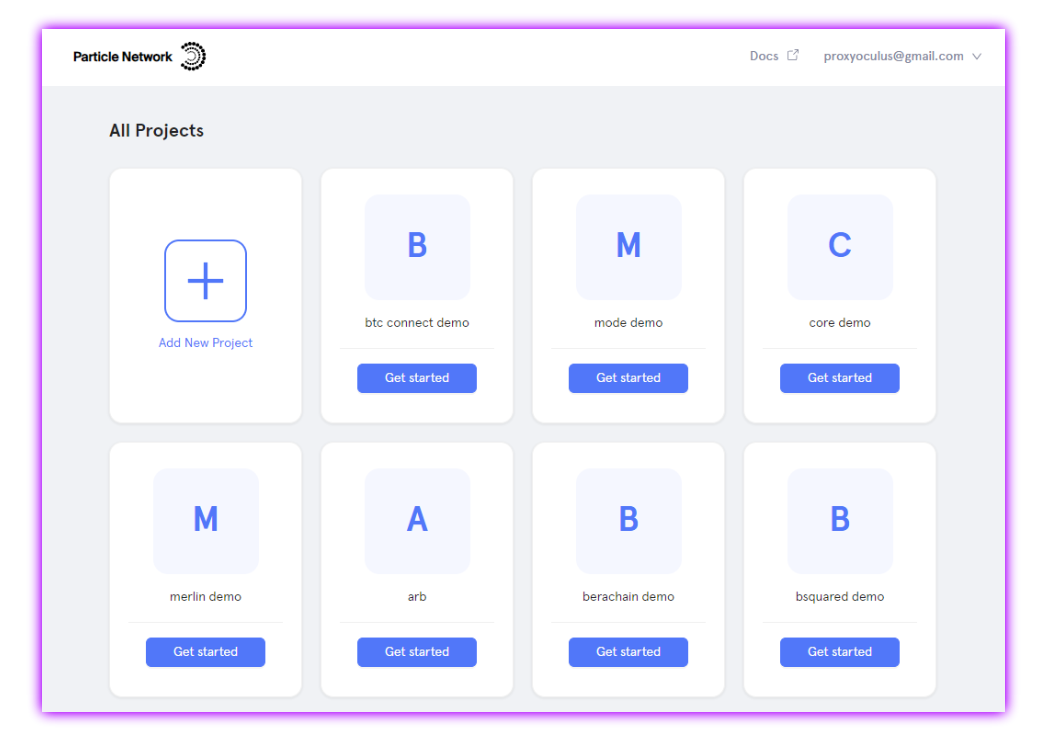 Particle Network
Docs proxyoculus@gmail.com
All Projects
Add New Project
B
btc connect demo
Get started
M
mode demo
Get started
C
core demo
Get started
M
merlin demo
Get started
A
arb
Get started
B
berachain demo
Get started
B
bsquared demo
Get started